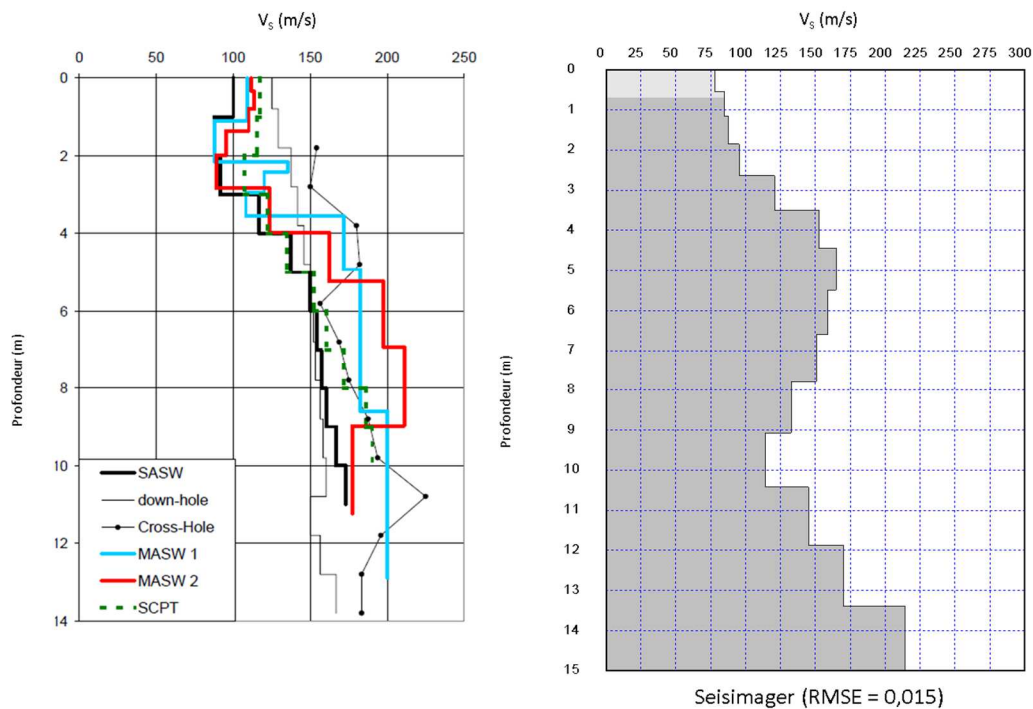 V_S (m/s)
0 50 100 150 200 250
0
2
4
6
8
10
12
14
Profondeur (m)
SASW
down-hole
Cross-Hole
MASW 1
MASW 2
SCPT
V_S (m/s)
0 25 50 75 100 125 150 175 200 225 250 275 300
0
1
2
3
4
5
6
7
8
9
10
11
12
13
14
15
Profondeur (m)
Seisimager (RMSE = 0,015)